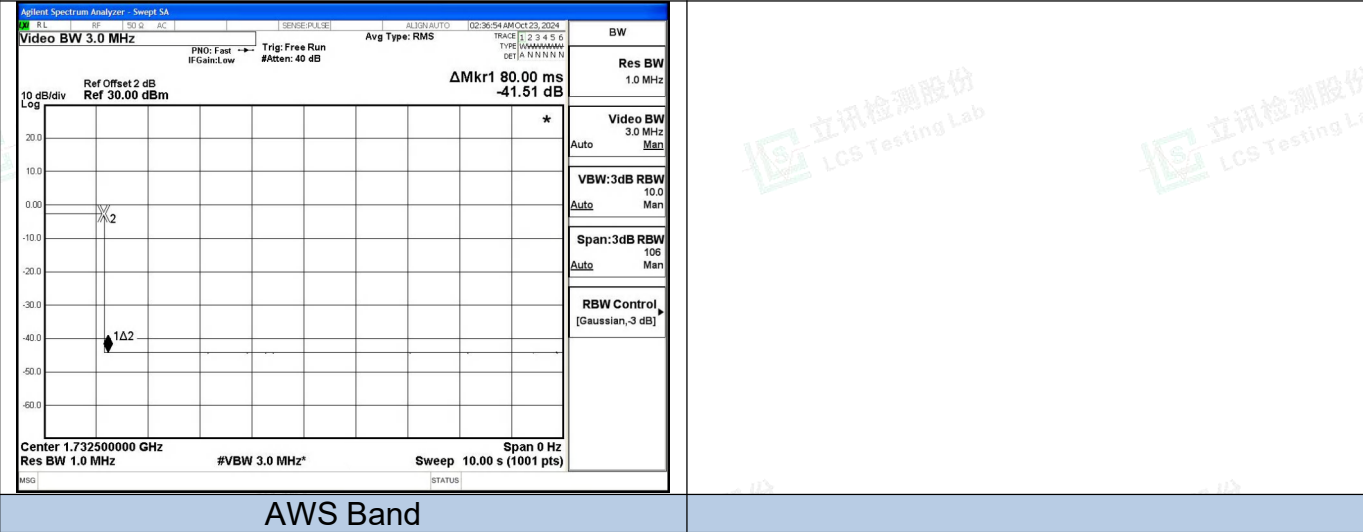 Agilent Spectrum Analyzer - Swept SA
RL RF 50 Ω AC SENSE:PULSE ALIGN AUTO 02:36:54 AM Oct 23, 2024
Video BW 3.0 MHz
PNO: Fast
IFGain:Low
Trig: Free Run
#Atten: 40 dB
Avg Type: RMS
TRACE 1 2 3 4 5 6
TYPE
DET A N N N N N
ΔMkr1 80.00 ms
-41.51 dB
Ref Offset 2 dB
10 dB/div Ref 30.00 dBm
Log
*
20.0
10.0
0.00
2
-10.0
-20.0
-30.0
-40.0
1Δ2
-50.0
-60.0
Center 1.732500000 GHz Span 0 Hz
Res BW 1.0 MHz #VBW 3.0 MHz* Sweep 10.00 s (1001 pts)
MSG STATUS
BW
Res BW
1.0 MHz
Video BW
3.0 MHz
Auto Man
VBW:3dB RBW
10.0
Auto Man
Span:3dB RBW
106
Auto Man
RBW Control
[Gaussian,-3 dB]
立讯检测股份
LCS Testing Lab
立讯检测股份
LCS Testing La
AWS Band